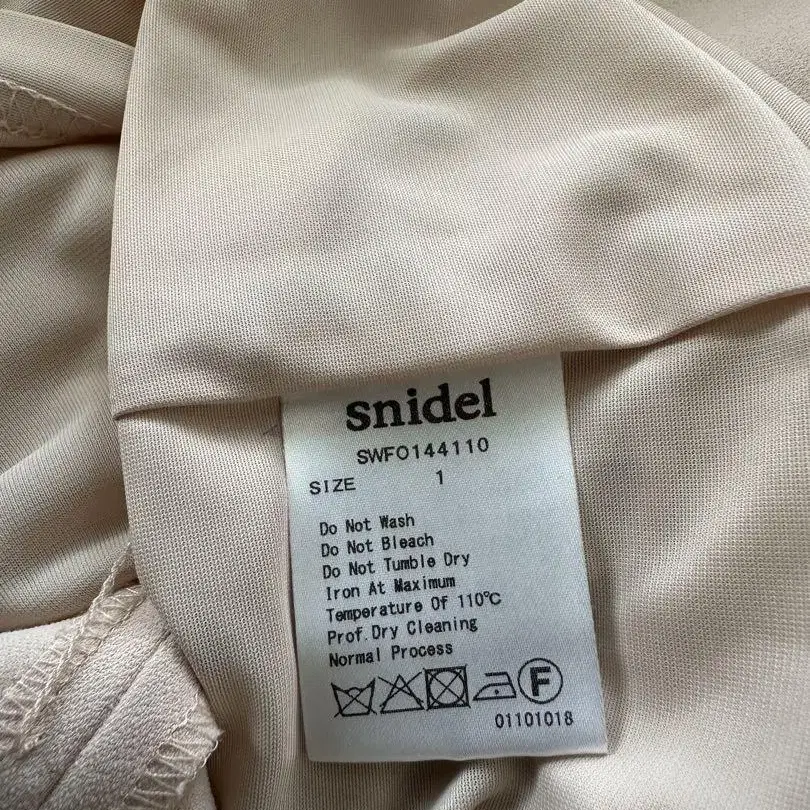 snidel
SWFO144110
SIZE 1
Do Not Wash
Do Not Bleach
Do Not Tumble Dry
Iron At Maximum
Temperature Of 110℃
Prof.Dry Cleaning
Normal Process
F
01101018